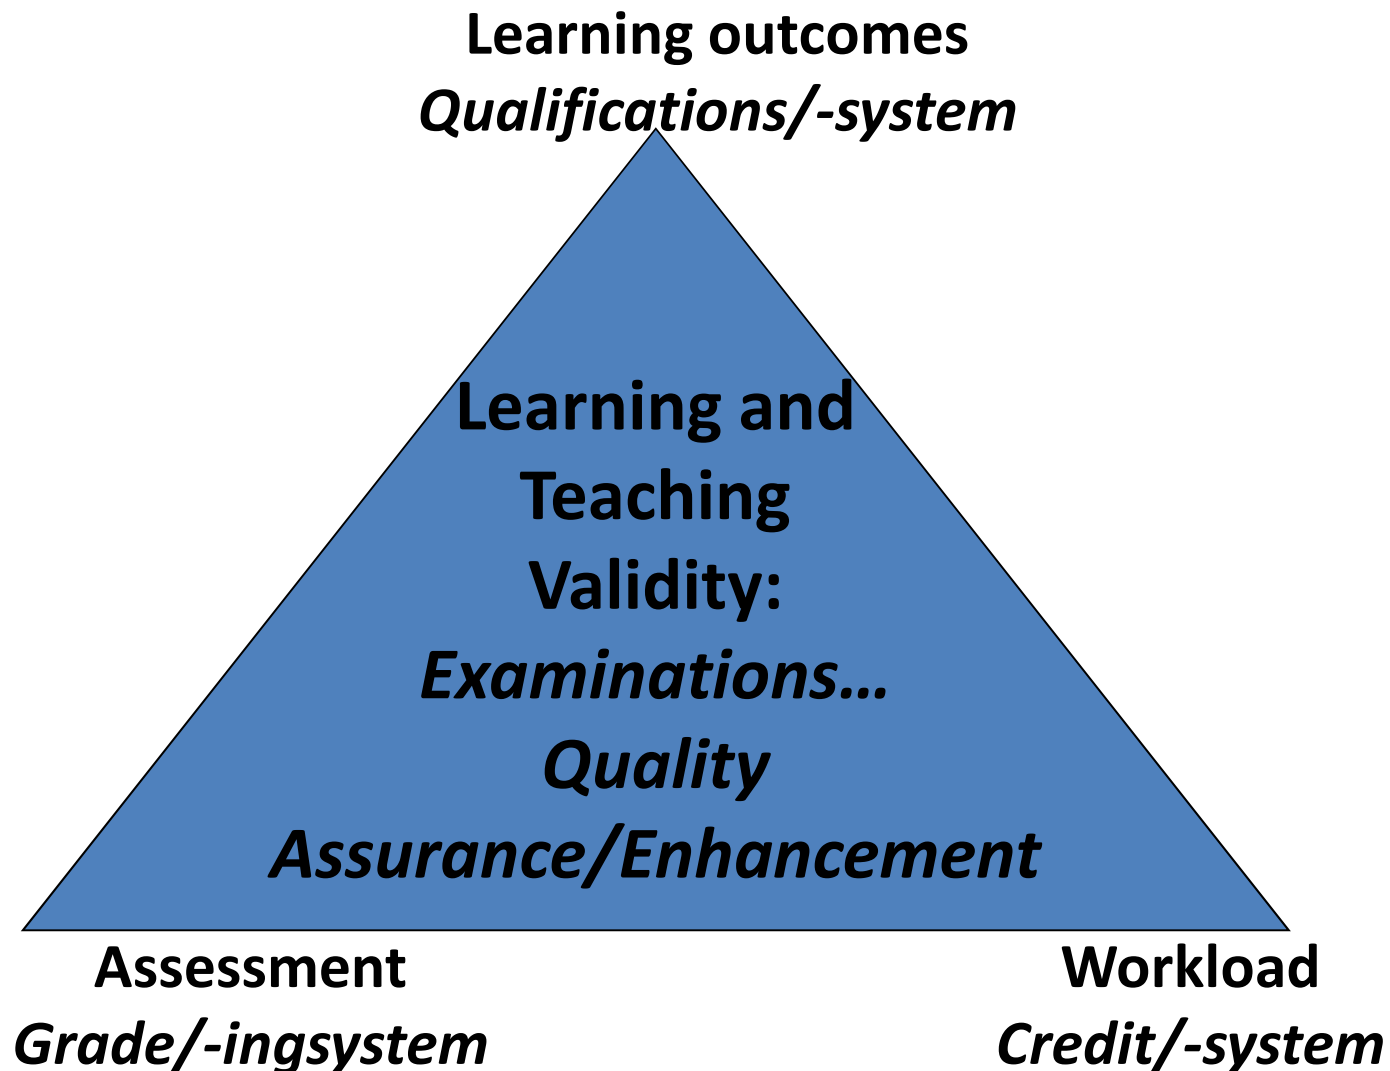 Learning outcomes
Qualifications/-system
Learning and
Teaching
Validity:
Examinations…
Quality
Assurance/Enhancement
Assessment
Grade/-ingsystem
Workload
Credit/-system